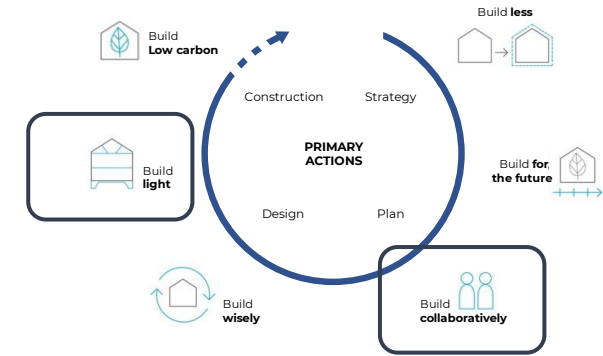 Build less
Build
Low carbon
Construction
Strategy
PRIMARY
ACTIONS
Build for
the future
Build
light
Design
Plan
Build
wisely
Build
collaboratively